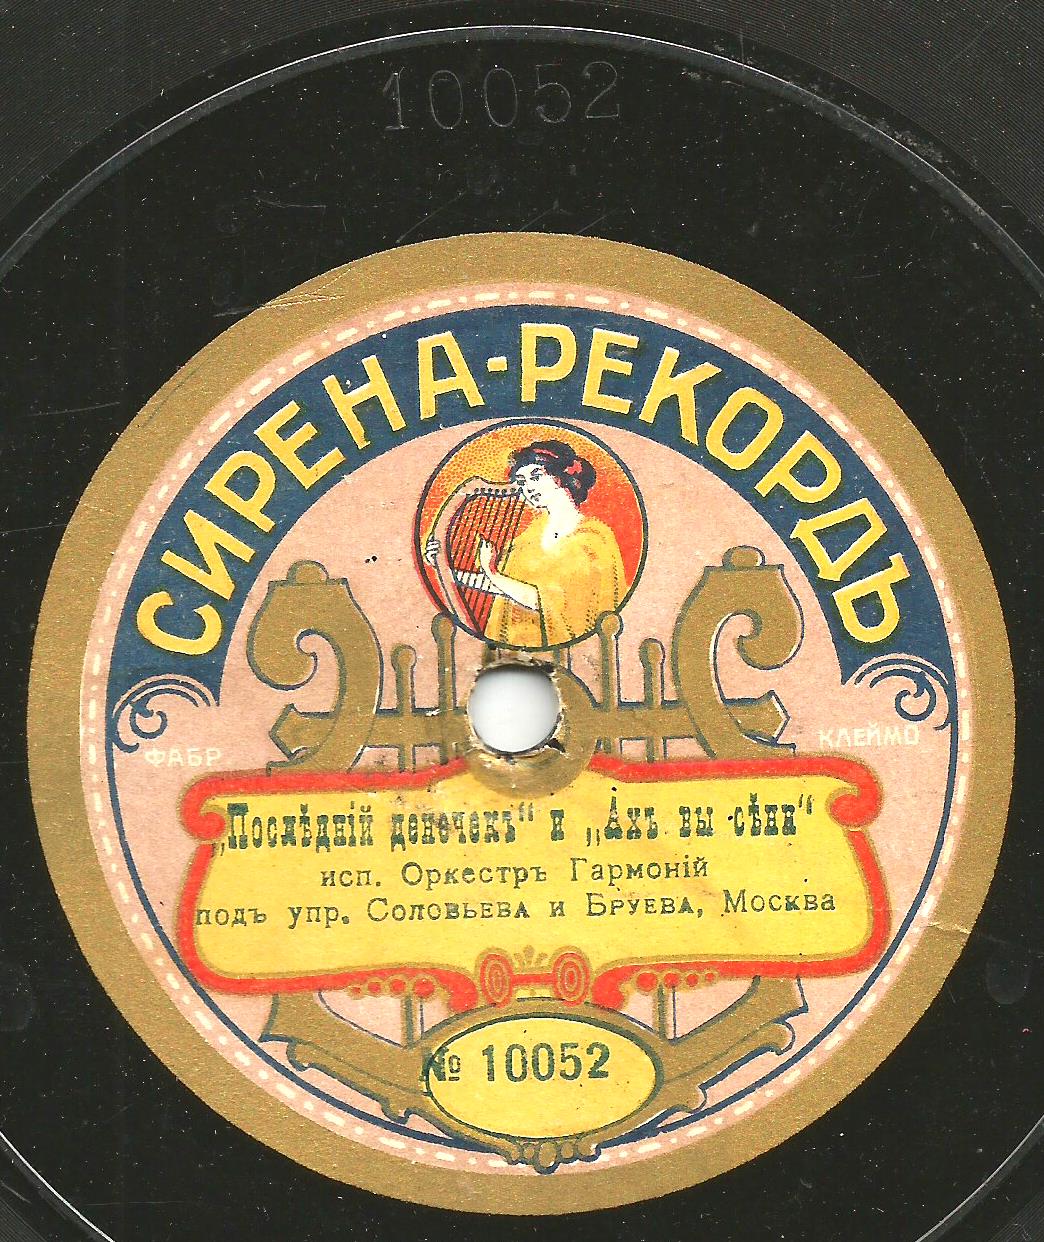 10052
СИРЕНА-РЕКОРДЪ
ФАБР КЛЕЙМО
„Послѣдній денечекъ“ и „Ахъ вы сѣни“
исп. Оркестръ Гармоній
подъ упр. Соловьева и Бруева, Москва
№ 10052